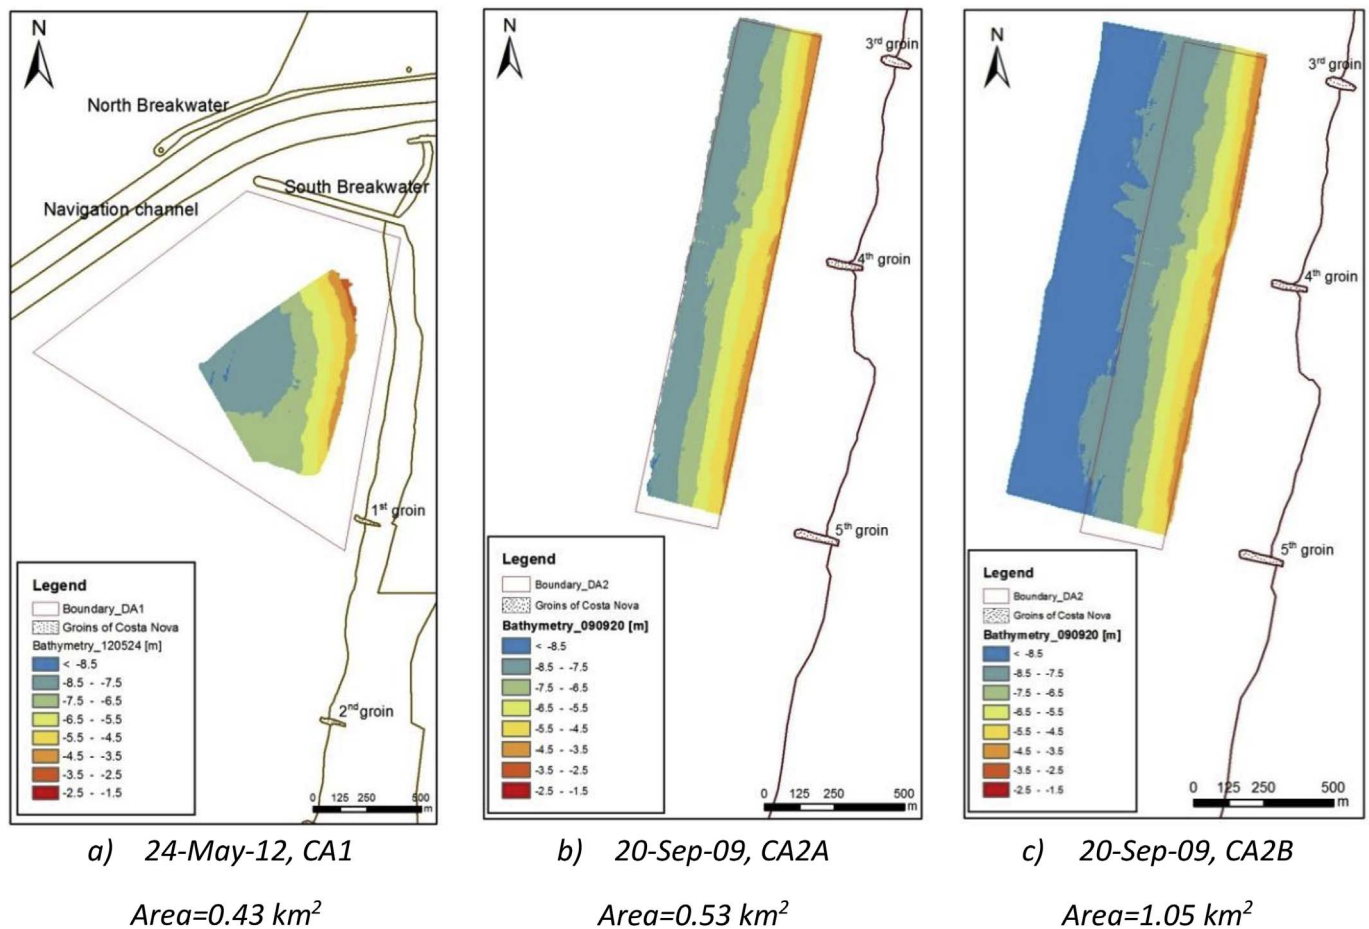 N
North Breakwater
South Breakwater
Navigation channel
1st groin
2nd groin
Legend
Boundary_DA1
Groins of Costa Nova
Bathymetry_120524 [m]
< -8.5
-8.5 - -7.5
-7.5 - -6.5
-6.5 - -5.5
-5.5 - -4.5
-4.5 - -3.5
-3.5 - -2.5
-2.5 - -1.5
0 125 250 500
m
a) 24-May-12, CA1
Area=0.43 km²
N
3rd groin
4th groin
5th groin
Legend
Boundary_DA2
Groins of Costa Nova
Bathymetry_090920 [m]
< -8.5
-8.5 - -7.5
-7.5 - -6.5
-6.5 - -5.5
-5.5 - -4.5
-4.5 - -3.5
-3.5 - -2.5
-2.5 - -1.5
0 125 250 500
m
b) 20-Sep-09, CA2A
Area=0.53 km²
N
3rd groin
4th groin
5th groin
Legend
Boundary_DA2
Groins of Costa Nova
Bathymetry_090920 [m]
< -8.5
-8.5 - -7.5
-7.5 - -6.5
-6.5 - -5.5
-5.5 - -4.5
-4.5 - -3.5
-3.5 - -2.5
-2.5 - -1.5
0 125 250 500
m
c) 20-Sep-09, CA2B
Area=1.05 km²